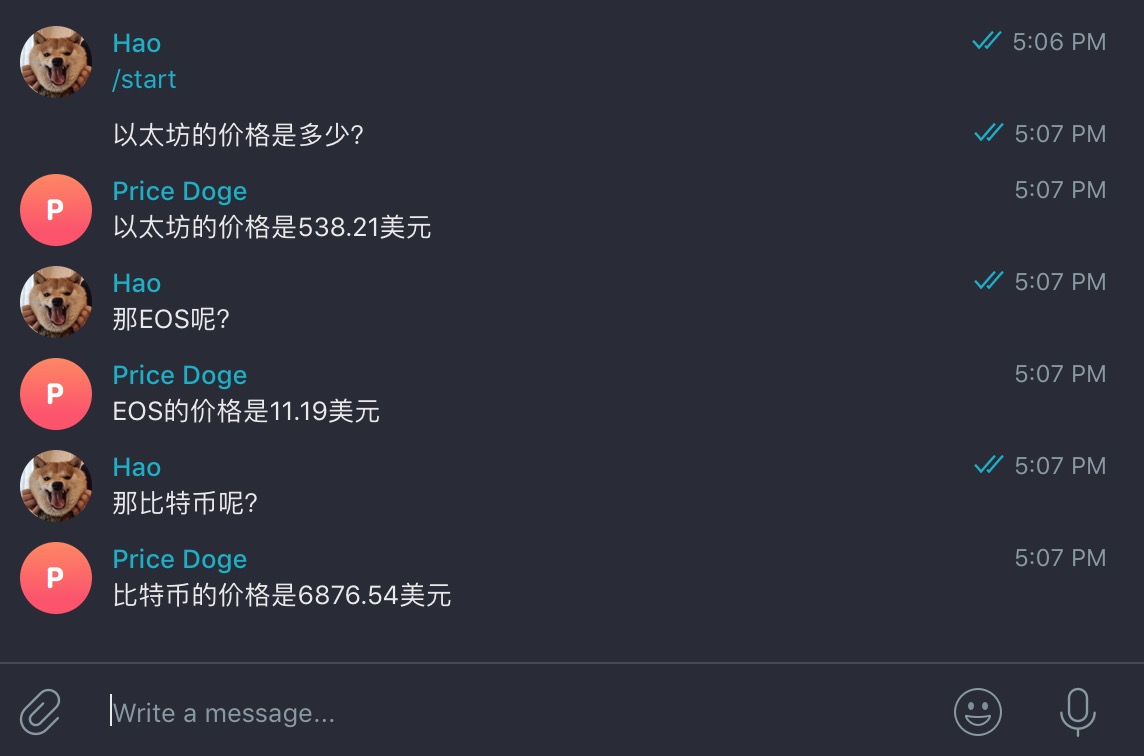 Hao 5:06 PM
/start
以太坊的价格是多少? 5:07 PM
P Price Doge 5:07 PM
以太坊的价格是538.21美元
Hao 5:07 PM
那EOS呢?
P Price Doge 5:07 PM
EOS的价格是11.19美元
Hao 5:07 PM
那比特币呢?
P Price Doge 5:07 PM
比特币的价格是6876.54美元
Write a message...